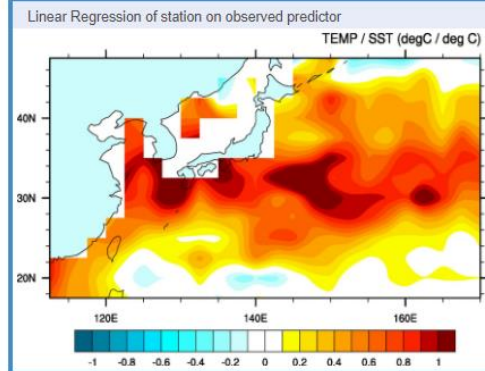 Linear Regression of station on observed predictor
TEMP / SST (degC / deg C)
40N
30N
20N
120E 140E 160E
-1 -0.8 -0.6 -0.4 -0.2 0 0.2 0.4 0.6 0.8 1